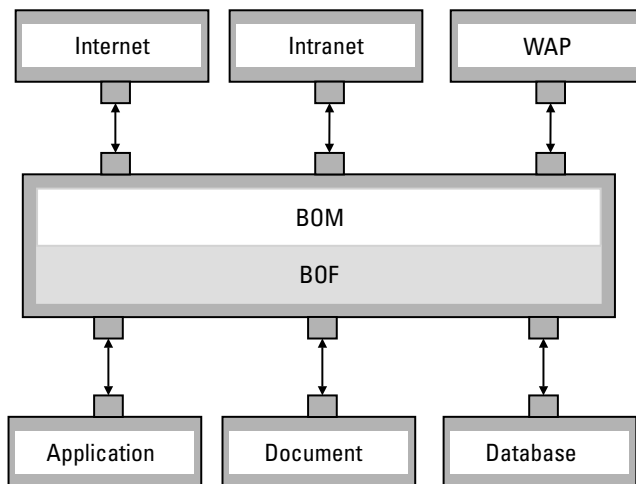 Internet
Intranet
WAP
BOM
BOF
Application
Document
Database